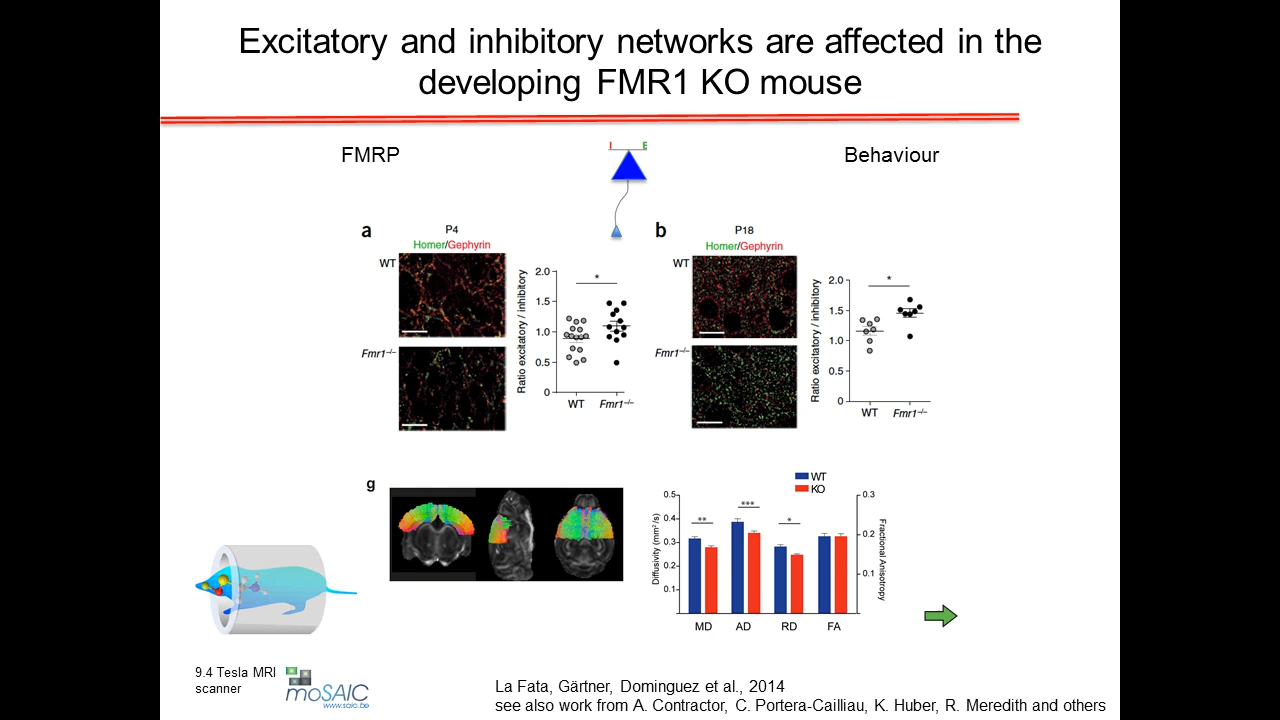 Excitatory and inhibitory networks are affected in the
developing FMR1 KO mouse
FMRP
I E
Behaviour
a
P4
Homer/Gephyrin
WT
Fmr1–/–
Ratio excitatory / inhibitory
2.0
1.5
1.0
0.5
0
*
WT Fmr1–/–
b
P18
Homer/Gephyrin
WT
Fmr1–/–
Ratio excitatory / inhibitory
2.0
1.5
1.0
0.5
0
*
WT Fmr1–/–
g
WT
KO
Diffusivity (mm2/s)
0.5
0.4
0.3
0.2
0.1
** *** *
0.3
0.2
0.1
Fractional Anisotropy
MD AD RD FA
9.4 Tesla MRI
scanner
moSAIC
www.saic.be
La Fata, Gärtner, Dominguez et al., 2014
see also work from A. Contractor, C. Portera-Cailliau, K. Huber, R. Meredith and others